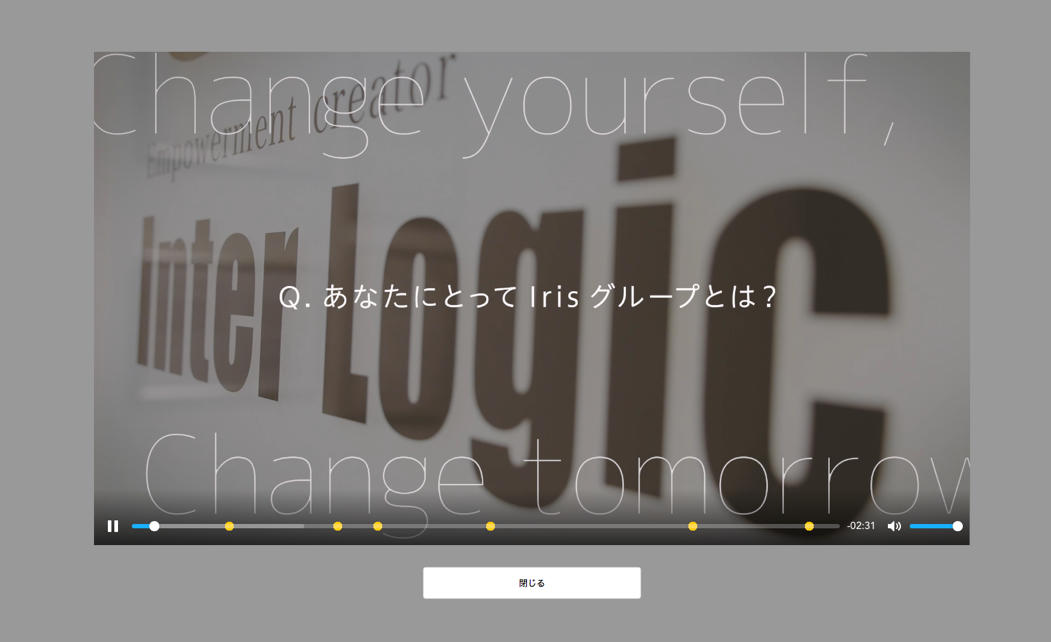 Change yourself,
Empowerment creator
Inter Logic
Q. あなたにとって Iris グループとは？
Change tomorrow
-02:31
閉じる